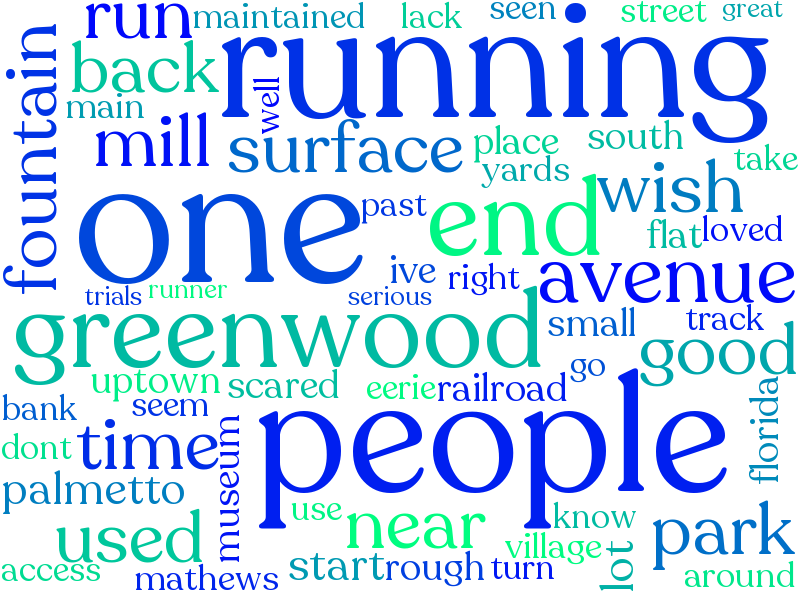 run
maintained
lack
seen
street
great
fountain
back
running
main
well
mill
surface
place
south
yards
take
one
past
end
wish
flat
loved
ive
right
avenue
trials
runner
serious
greenwood
small
track
good
uptown
scared
eerie
railroad
go
florida
bank
seem
people
dont
time
museum
palmetto
used
use
near
know
park
village
access
mathews
start
rough
turn
lot
around